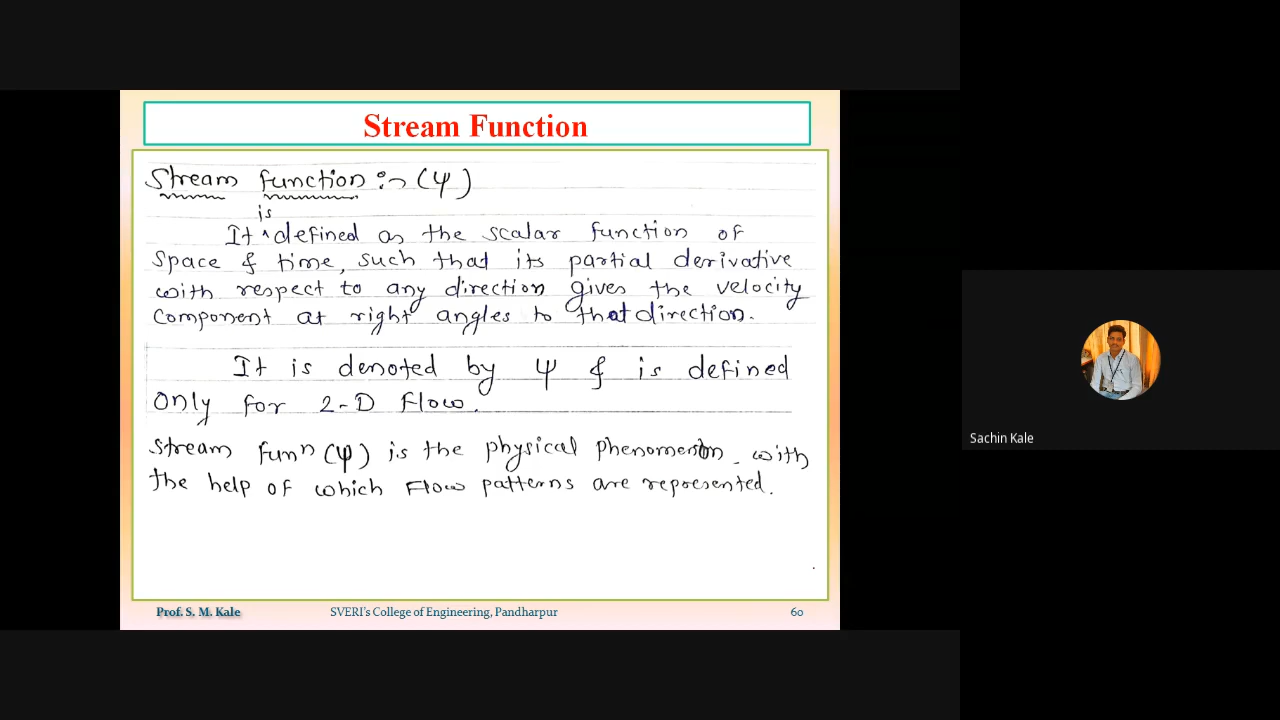 Stream Function
Stream function :- (ψ)
is
It ^ defined as the scalar function of
Space & time, such that its partial derivative
with respect to any direction gives the velocity
component at right angles to that direction.
It is denoted by ψ & is defined
Only for 2-D Flow.
Stream funⁿ (ψ) is the physical phenomenon. with
the help of which Flow patterns are represented.
Prof. S. M. Kale SVERI's College of Engineering, Pandharpur 60
Sachin Kale